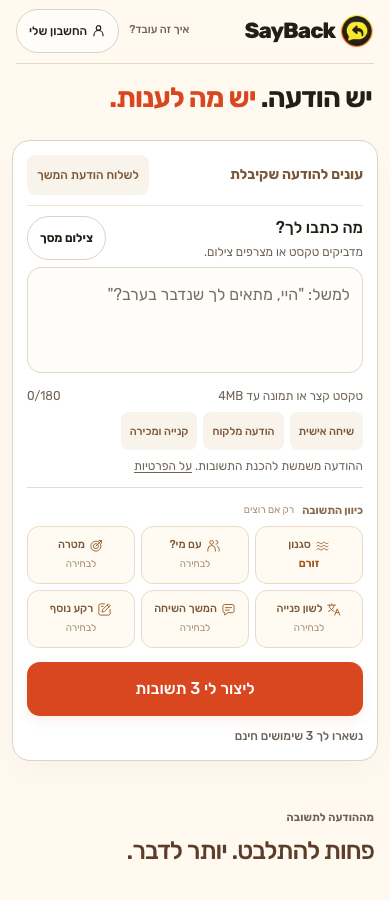 SayBack
איך זה עובד?
החשבון שלי
יש הודעה. יש מה לענות.
עונים להודעה שקיבלת
לשלוח הודעת המשך
מה כתבו לך?
מדביקים טקסט או מצרפים צילום.
צילום מסך
למשל: "היי, מתאים לך שנדבר בערב?"
טקסט קצר או תמונה עד 4MB
0/180
שיחה אישית
הודעה מלקוח
קנייה ומכירה
ההודעה משמשת להכנת התשובות. על הפרטיות
כיוון התשובה רק אם רוצים
סגנון
זורם
עם מי?
לבחירה
מטרה
לבחירה
לשון פנייה
לבחירה
המשך השיחה
לבחירה
רקע נוסף
לבחירה
ליצור לי 3 תשובות
נשארו לך 3 שימושים חינם
מההודעה לתשובה
פחות להתלבט. יותר לדבר.